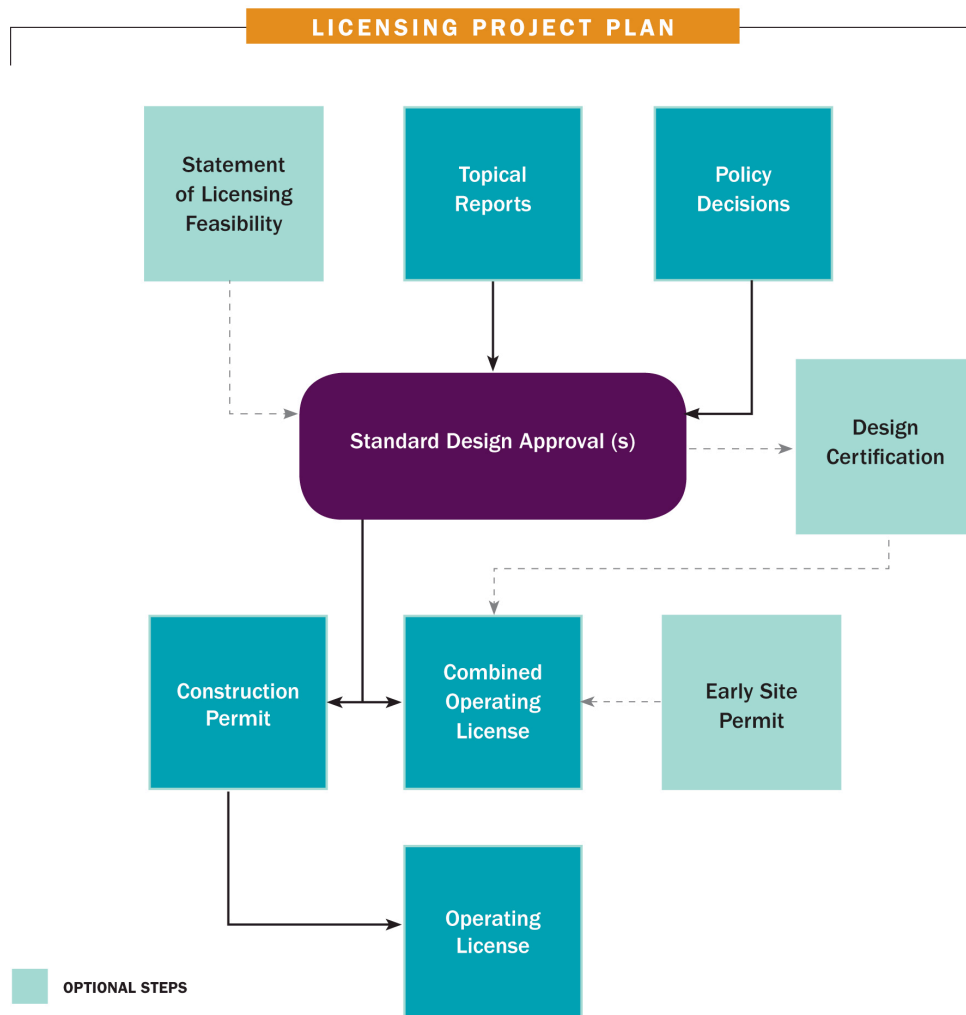 LICENSING PROJECT PLAN
Statement
of Licensing
Feasibility
Topical
Reports
Policy
Decisions
Standard Design Approval (s)
Design
Certification
Construction
Permit
Combined
Operating
License
Early Site
Permit
Operating
License
OPTIONAL STEPS